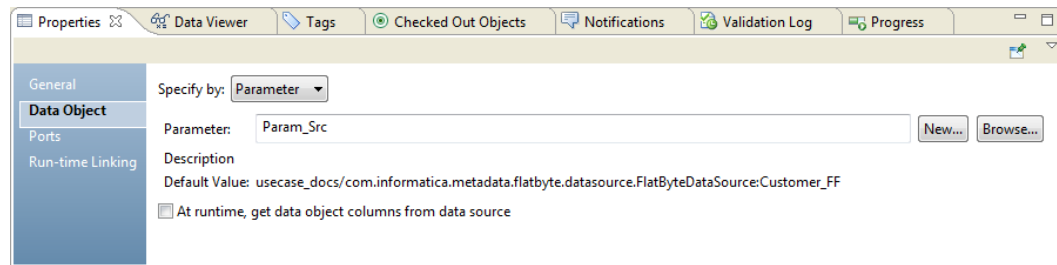 Properties Data Viewer Tags Checked Out Objects Notifications Validation Log Progress
General
Data Object
Ports
Run-time Linking
Specify by: Parameter
Parameter: Param_Src New... Browse...
Description
Default Value: usecase_docs/com.informatica.metadata.flatbyte.datasource.FlatByteDataSource:Customer_FF
At runtime, get data object columns from data source